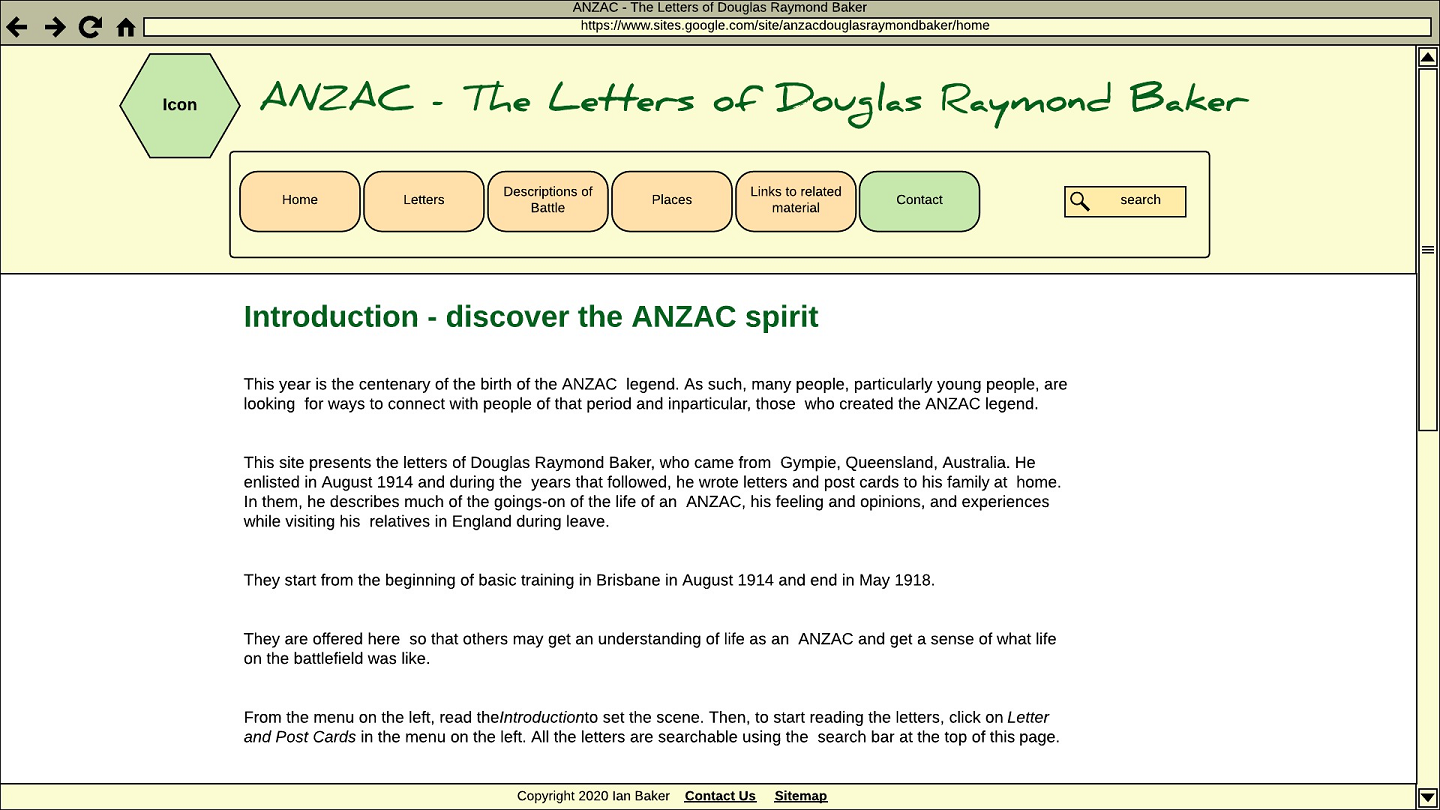 ANZAC - The Letters of Douglas Raymond Baker
https://www.sites.google.com/site/anzacdouglasraymondbaker/home
Icon
ANZAC - The Letters of Douglas Raymond Baker
Home
Letters
Descriptions of
Battle
Places
Links to related
material
Contact
search
Introduction - discover the ANZAC spirit
This year is the centenary of the birth of the ANZAC  legend. As such, many people, particularly young people, are
looking  for ways to connect with people of that period and inparticular, those  who created the ANZAC legend.
This site presents the letters of Douglas Raymond Baker, who came from  Gympie, Queensland, Australia. He
enlisted in August 1914 and during the  years that followed, he wrote letters and post cards to his family at  home.
In them, he describes much of the goings-on of the life of an  ANZAC, his feeling and opinions, and experiences
while visiting his  relatives in England during leave.
They start from the beginning of basic training in Brisbane in August 1914 and end in May 1918.
They are offered here  so that others may get an understanding of life as an  ANZAC and get a sense of what life
on the battlefield was like.
From the menu on the left, read theIntroductionto set the scene. Then, to start reading the letters, click on Letter
and Post Cards in the menu on the left. All the letters are searchable using the  search bar at the top of this page.
Copyright 2020 Ian Baker Contact Us Sitemap